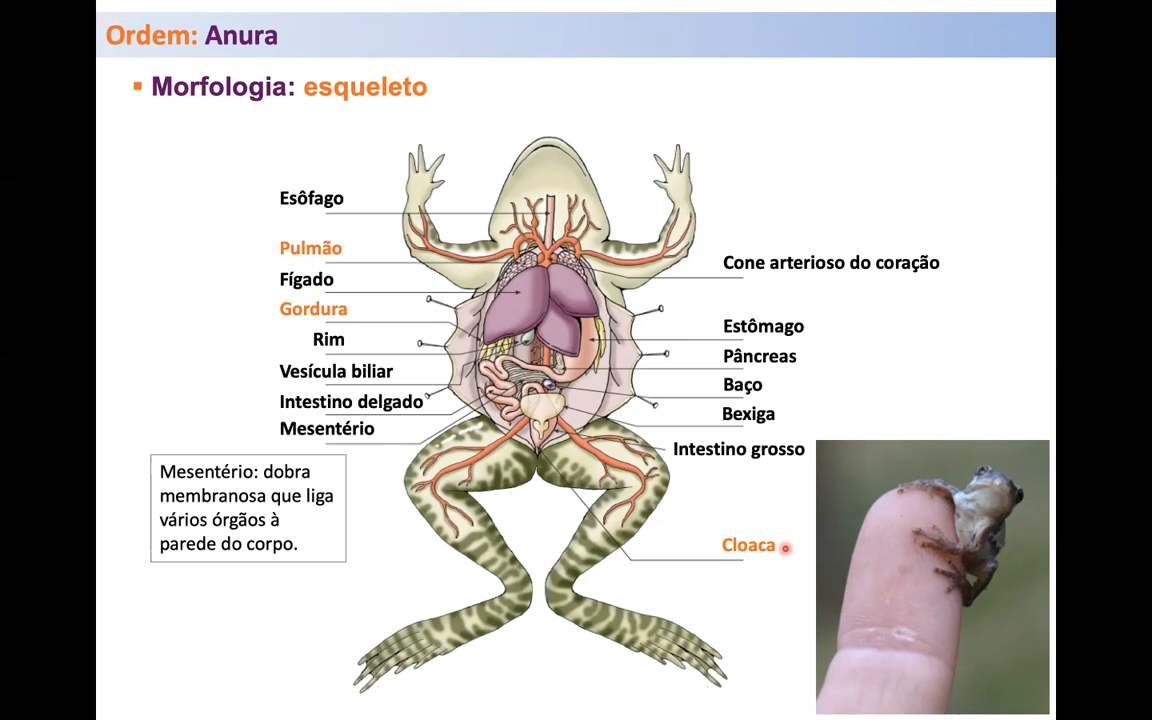 Ordem: Anura
Morfologia: esqueleto
Esôfago
Pulmão
Fígado
Gordura
Rim
Vesícula biliar
Intestino delgado
Mesentério
Cone arterioso do coração
Estômago
Pâncreas
Baço
Bexiga
Intestino grosso
Cloaca
Mesentério: dobra
membranosa que liga
vários órgãos à
parede do corpo.